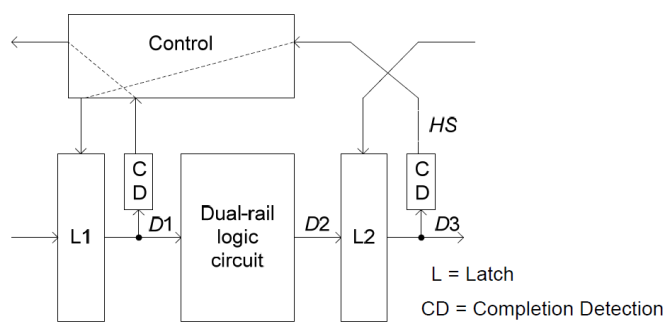 Control
HS
C
D
C
D
L1
D1
Dual-rail
logic
circuit
D2
L2
D3
L = Latch
CD = Completion Detection